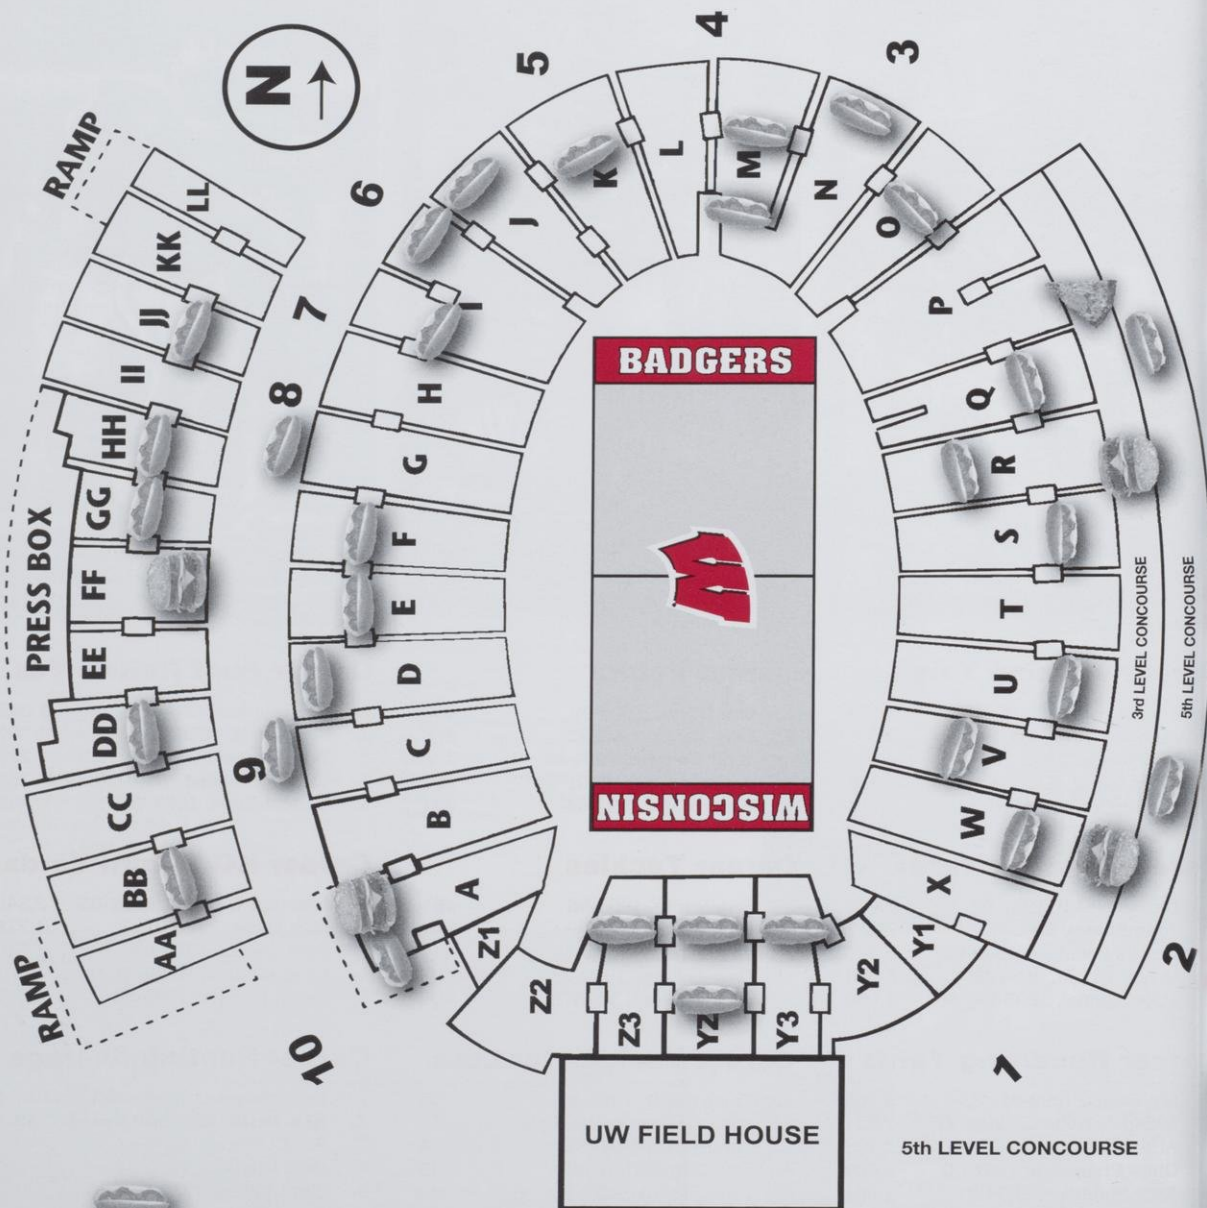 4
3
5
N
RAMP
6
L
M
K
N
LL
J
O
KK
7
I
P
JJ
BADGERS
II
8
H
Q
HH
G
R
GG
F
S
PRESS BOX
FF
E
T
W
3rd LEVEL CONCOURSE
5th LEVEL CONCOURSE
EE
D
U
DD
C
V
9
CC
B
WISCONSIN
W
BB
A
X
AA
Z1
Y1
RAMP
Z2
Y2
2
Z3
Y2
Y3
10
1
UW FIELD HOUSE
5th LEVEL CONCOURSE